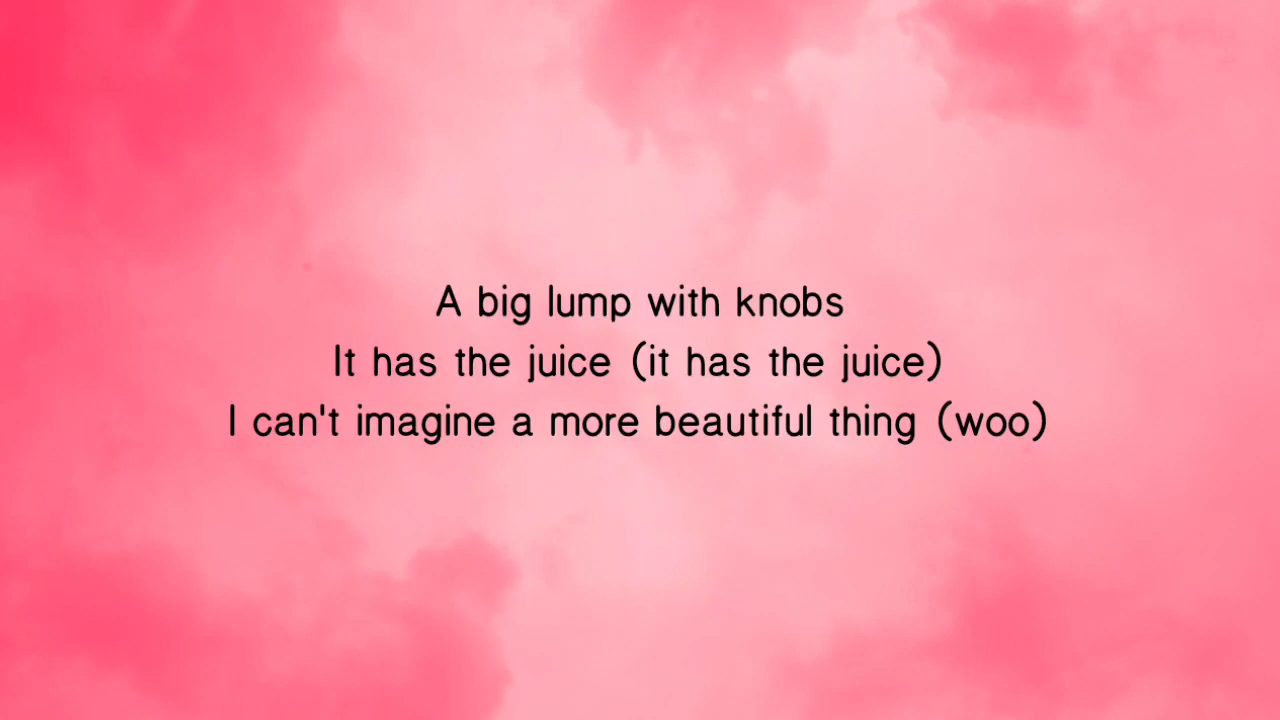 A big lump with knobs
It has the juice (it has the juice)
I can't imagine a more beautiful thing (woo)